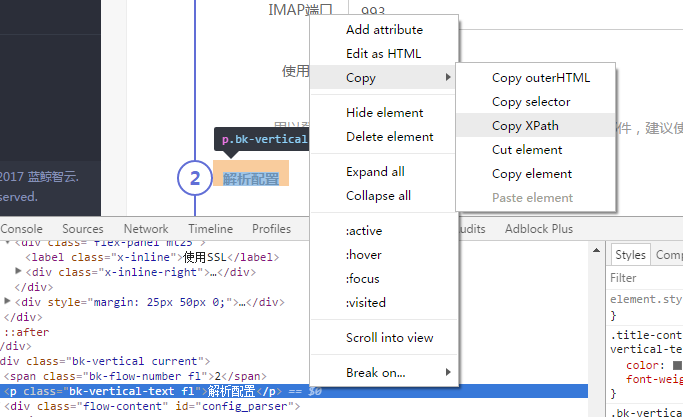 IMAP端口 993
Add attribute
Edit as HTML
使用
Copy
Copy outerHTML
Copy selector
Copy XPath
Cut element
Copy element
Paste element
Hide element
Delete element
件，建议使
p.bk-vertical
Expand all
2017 蓝鲸智云.
served.
2 解析配置
Collapse all
:active
:hover
:focus
:visited
Scroll into view
Break on...
Console Sources Network Timeline Profiles udits Adblock Plus
<div class="flex-panel mt25">
<label class="x-inline">使用SSL</label>
<div class="x-inline-right">…</div>
</div>
<div style="margin: 25px 50px 0;">…</div>
</div>
::after
/div>
div class="bk-vertical current">
<span class="bk-flow-number fl">2</span>
<p class="bk-vertical-text fl">解析配置</p> == $0
<div class="flow-content" id="config_parser">
Styles Comp
Filter
element.sty
}
.title-cont
vertical-te
color:
font-weig
}
.bk-vertical